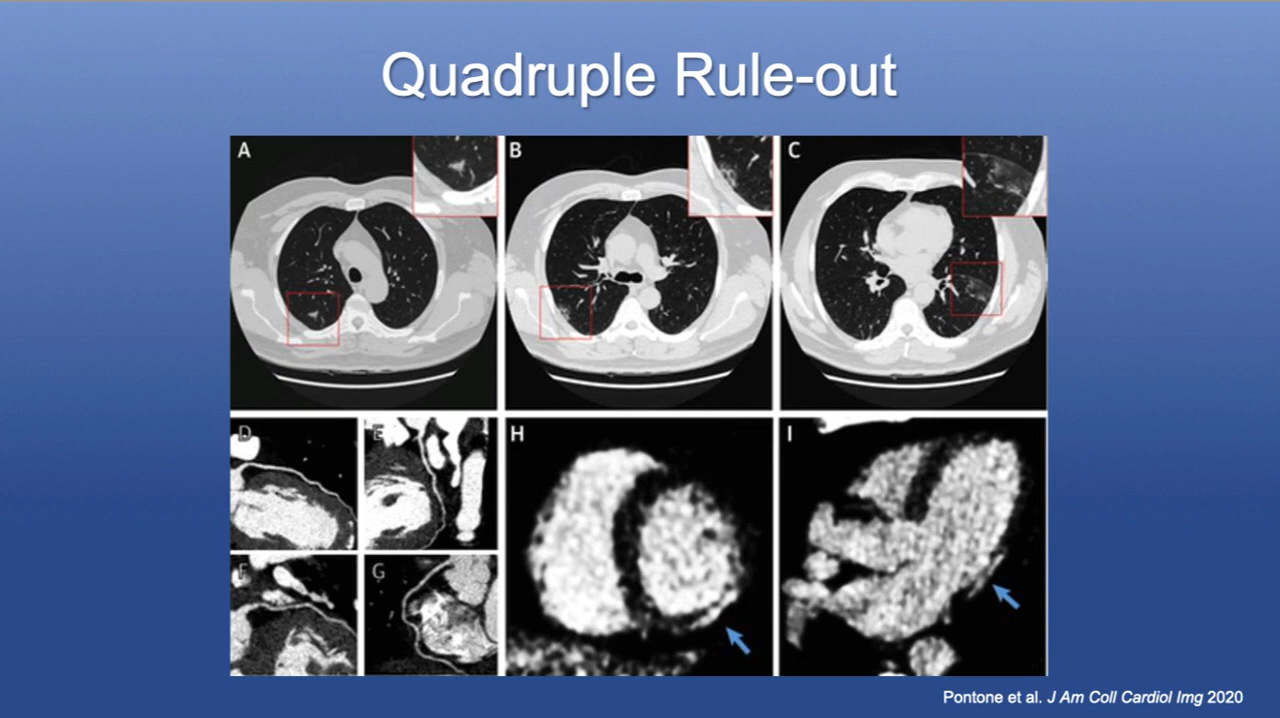 Quadruple Rule-out
A
B
C
D
E
F
G
H
I
Pontone et al. J Am Coll Cardiol Img 2020